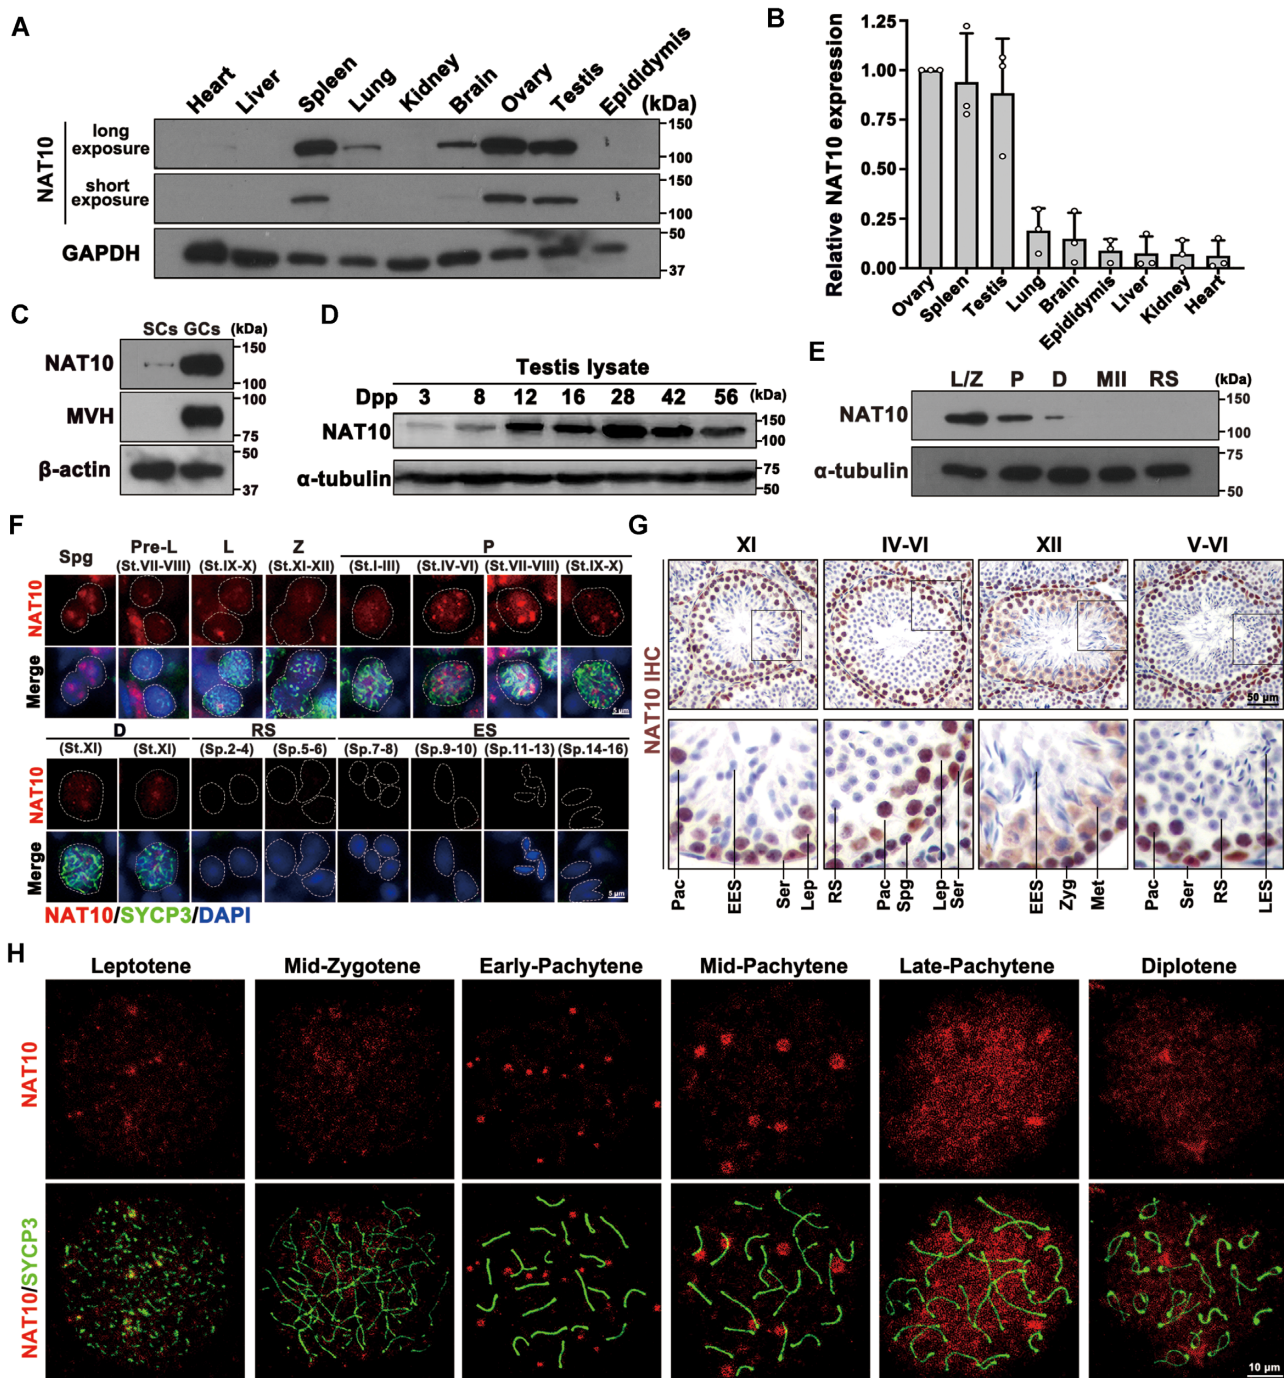 A
Heart
Liver
Spleen
Lung
Kidney
Brain
Ovary
Testis
Epididymis
(kDa)
NAT10
long
exposure
150
100
short
exposure
150
100
GAPDH
50
37
B
Relative NAT10 expression
1.25
1.00
0.75
0.50
0.25
0.00
Ovary
Spleen
Testis
Lung
Brain
Epididymis
Liver
Kidney
Heart
C
SCs GCs (kDa)
NAT10
150
100
MVH
100
75
β-actin
50
37
D
Testis lysate
Dpp 3 8 12 16 28 42 56 (kDa)
NAT10
150
100
α-tubulin
75
50
E
L/Z P D MII RS (kDa)
NAT10
150
100
α-tubulin
75
50
F
Spg Pre-L L Z P
(St.VII-VIII) (St.IX-X) (St.XI-XII) (St.I-III) (St.IV-VI) (St.VII-VIII) (St.IX-X)
NAT10
Merge
5 μm
D RS ES
(St.XI) (St.XI) (Sp.2-4) (Sp.5-6) (Sp.7-8) (Sp.9-10) (Sp.11-13) (Sp.14-16)
NAT10
Merge
5 μm
NAT10/SYCP3/DAPI
G
XI IV-VI XII V-VI
NAT10 IHC
50 μm
Pac EES Ser Lep
RS Pac Spg Lep Ser
EES Zyg Met
Pac Ser RS LES
H
Leptotene Mid-Zygotene Early-Pachytene Mid-Pachytene Late-Pachytene Diplotene
NAT10
NAT10/SYCP3
10 μm